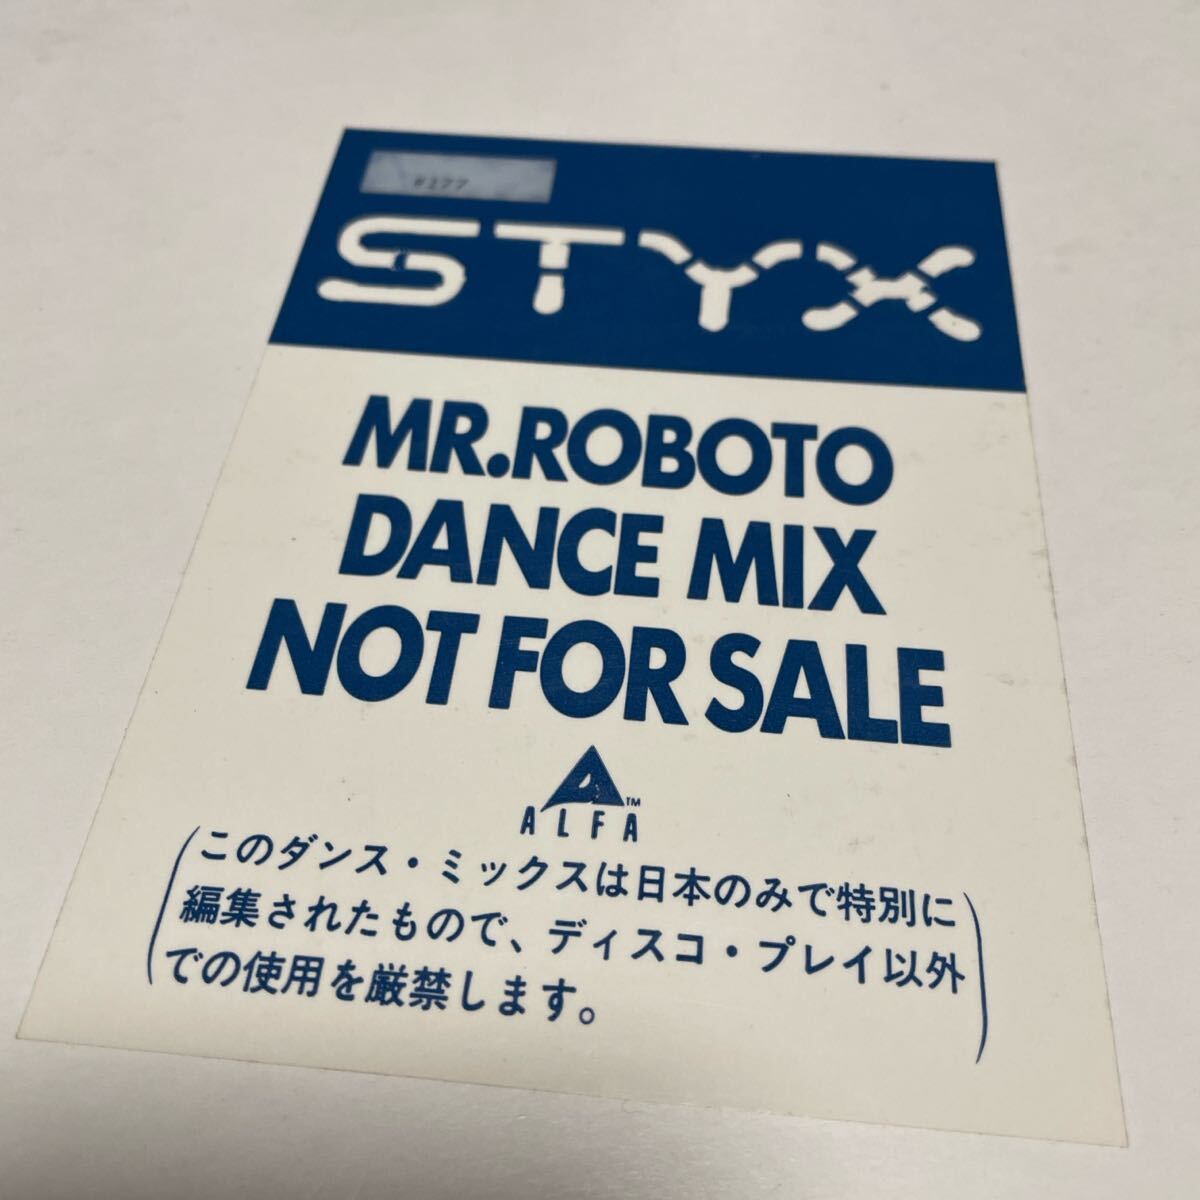 #277
STYX
MR.ROBOTO
DANCE MIX
NOT FOR SALE
TM
ALFA
(このダンス・ミックスは日本のみで特別に
編集されたもので、ディスコ・プレイ以外
での使用を厳禁します。)